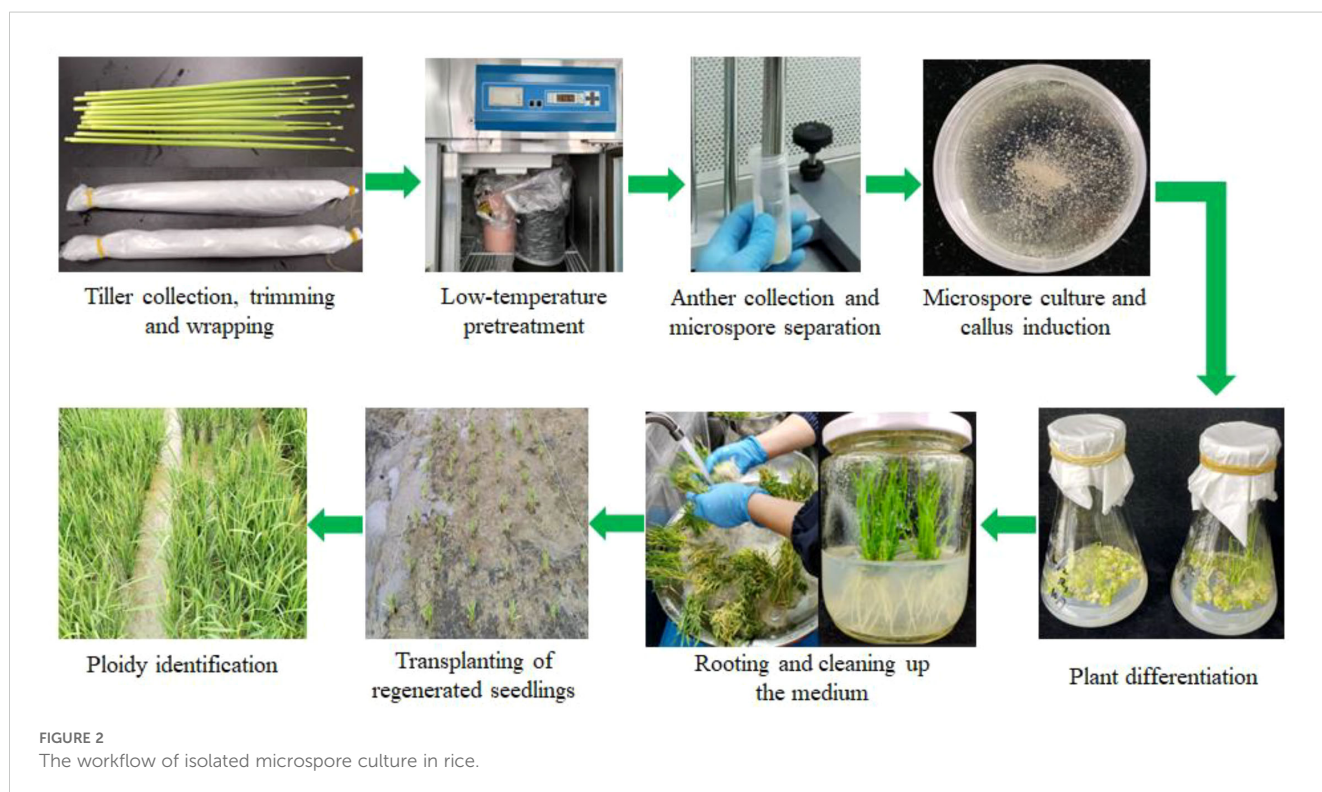 Tiller collection, trimming
and wrapping
Low-temperature
pretreatment
Anther collection and
microspore separation
Microspore culture and
callus induction
Ploidy identification
Transplanting of
regenerated seedlings
Rooting and cleaning up
the medium
Plant differentiation
FIGURE 2
The workflow of isolated microspore culture in rice.